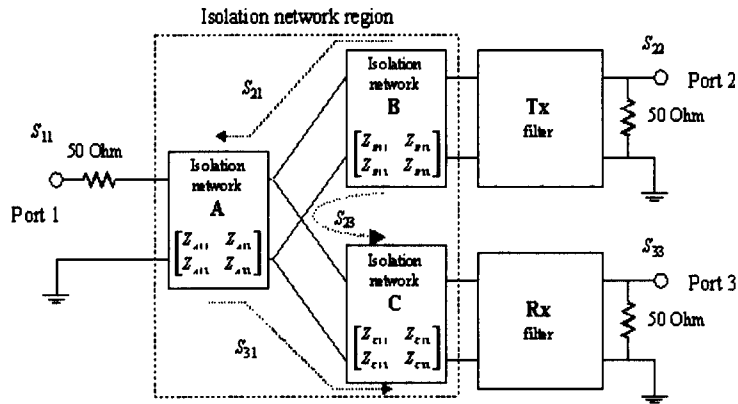 Isolation network region
S22
Isolation
network
B
Tx
filter
Port 2
50 Ohm
S21
S11
50 Ohm
Isolation
network
A
Port 1
S23
S33
Isolation
network
C
Rx
filter
Port 3
50 Ohm
S31